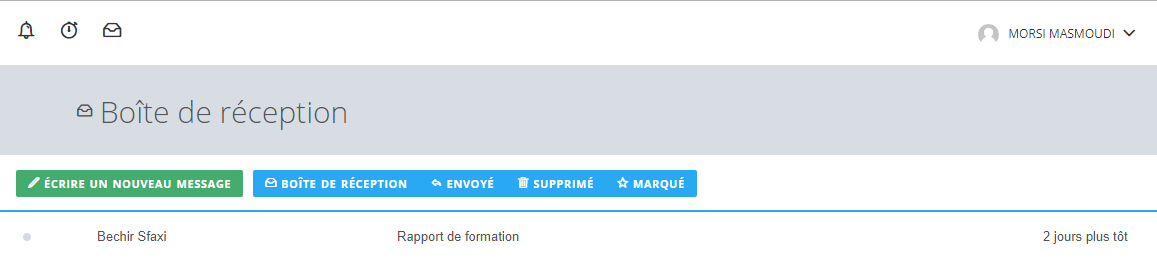 MORSI MASMOUDI
Boîte de réception
ÉCRIRE UN NOUVEAU MESSAGE BOÎTE DE RÉCEPTION ENVOYÉ SUPPRIMÉ MARQUÉ
Bechir Sfaxi Rapport de formation 2 jours plus tôt